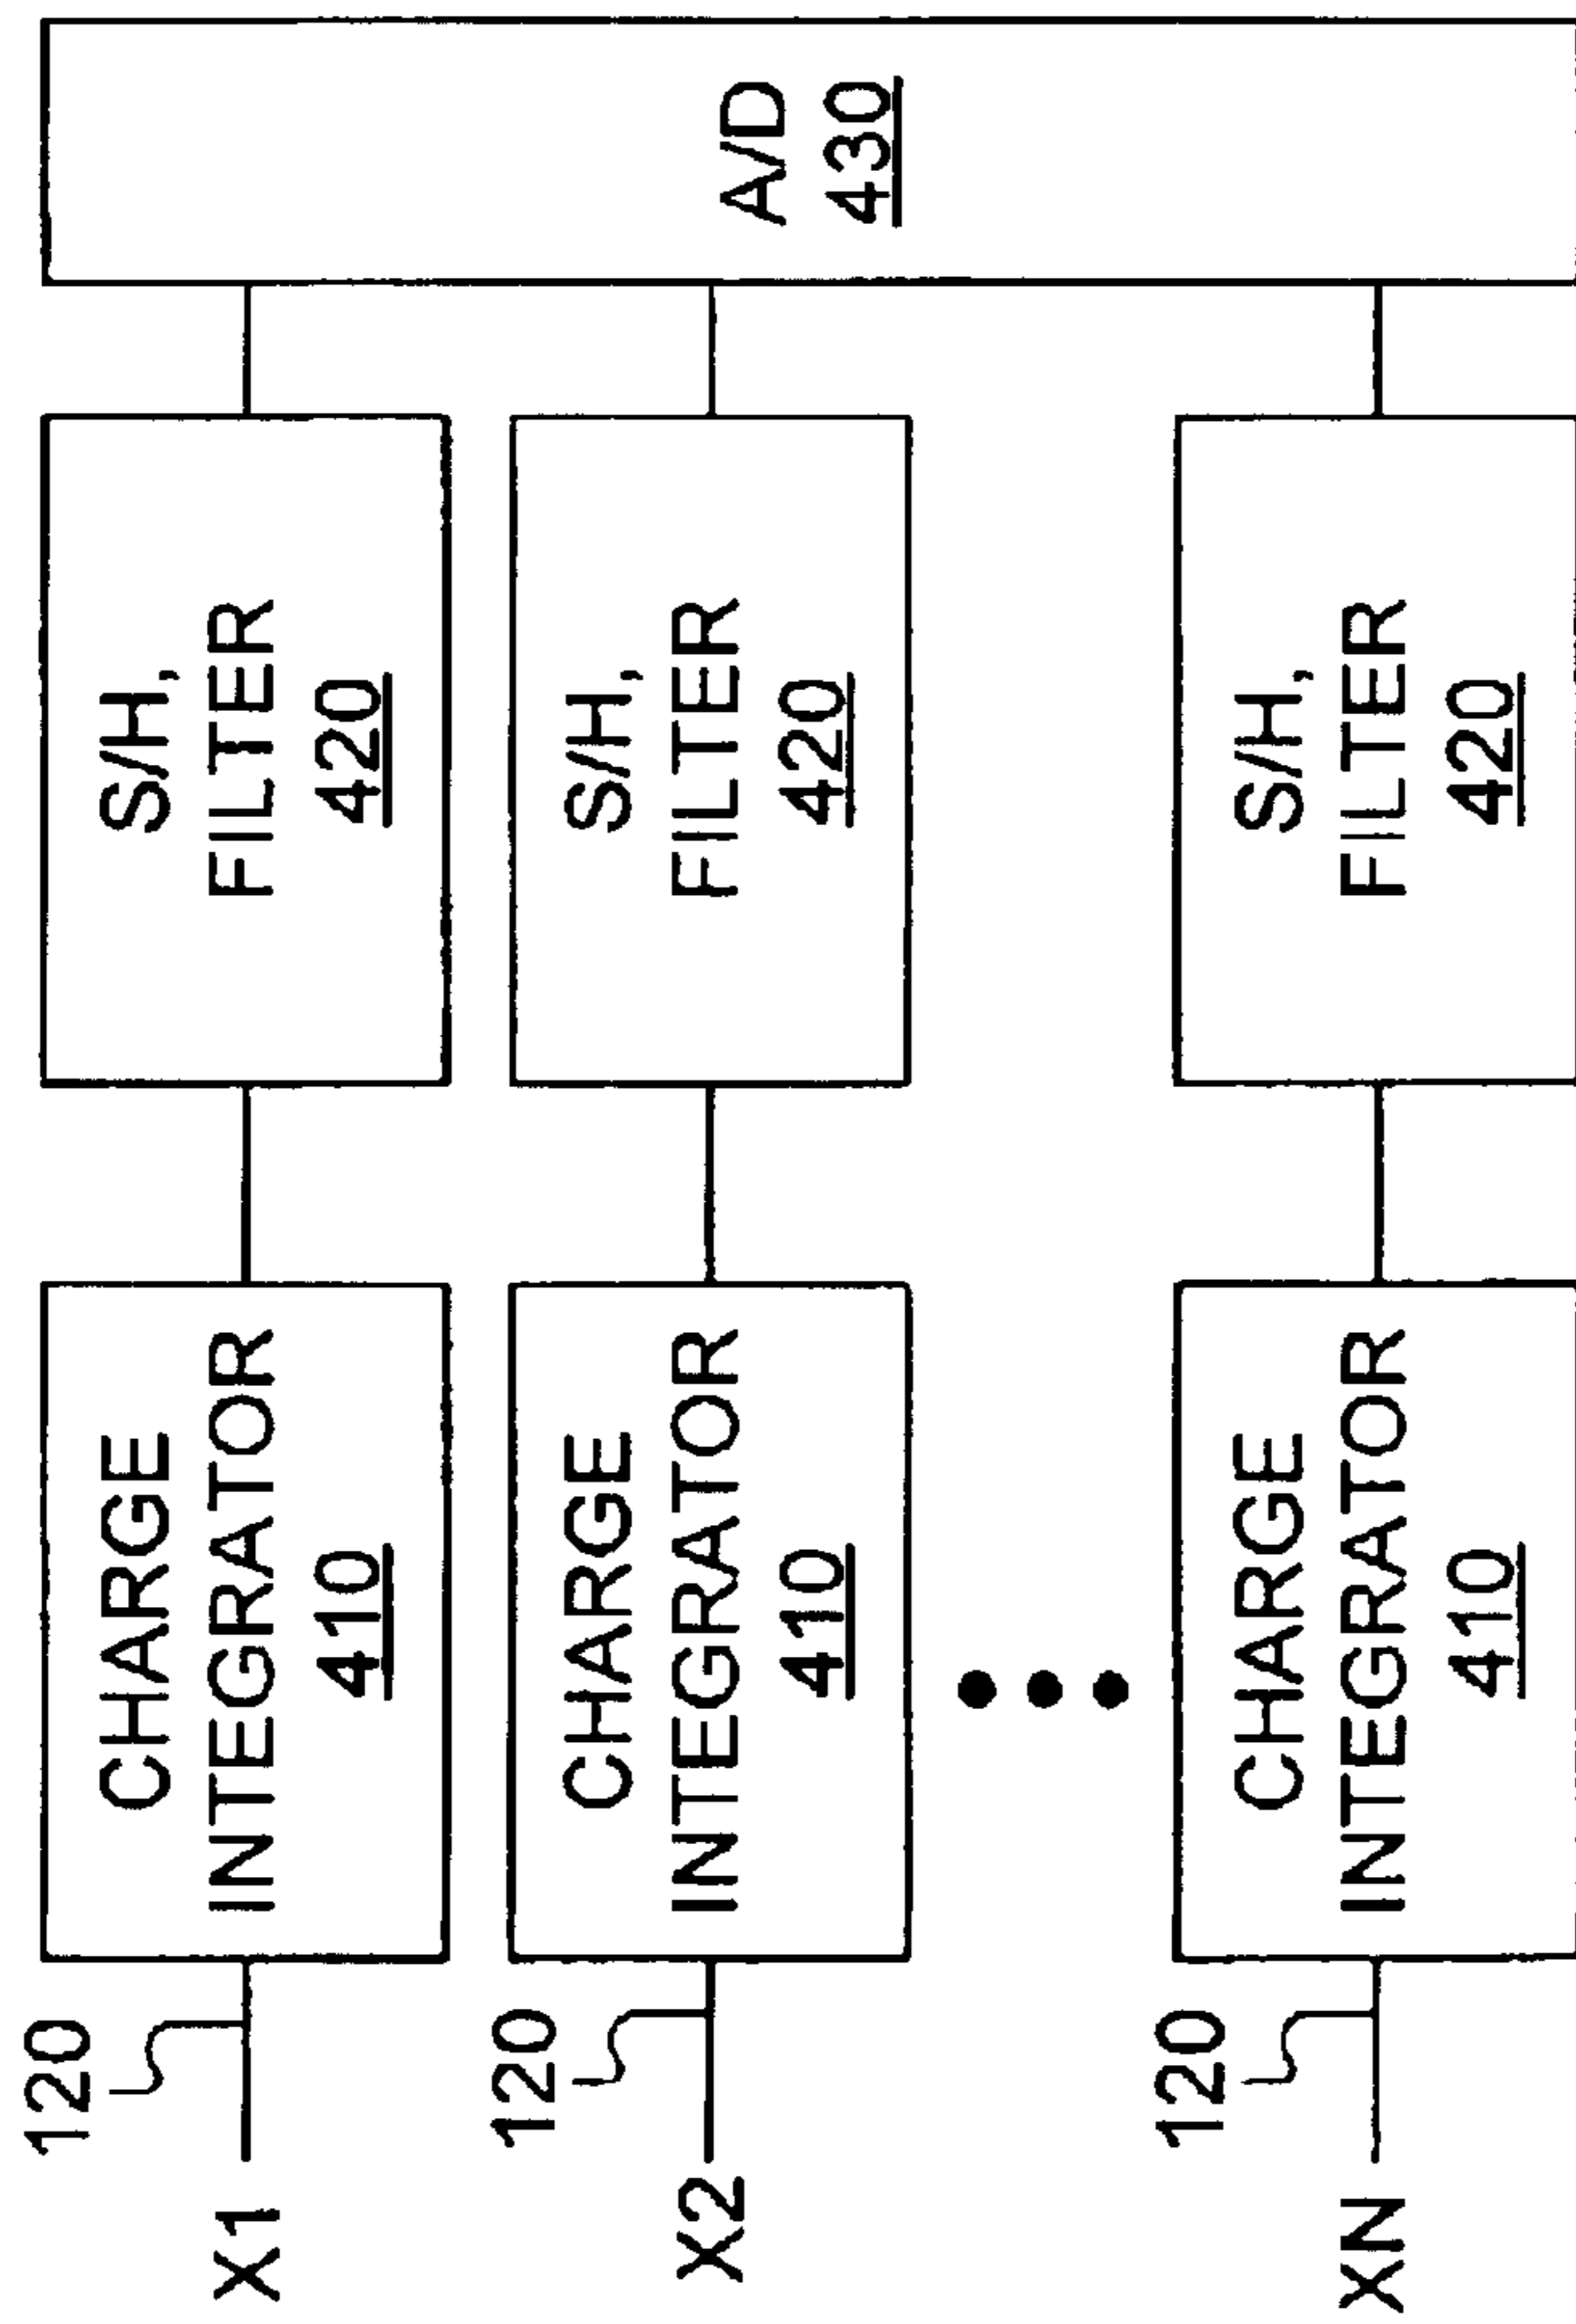 120
X1
CHARGE
INTEGRATOR
410
S/H,
FILTER
420
A/D
430
120
X2
CHARGE
INTEGRATOR
410
S/H,
FILTER
420
120
XN
CHARGE
INTEGRATOR
410
S/H,
FILTER
420